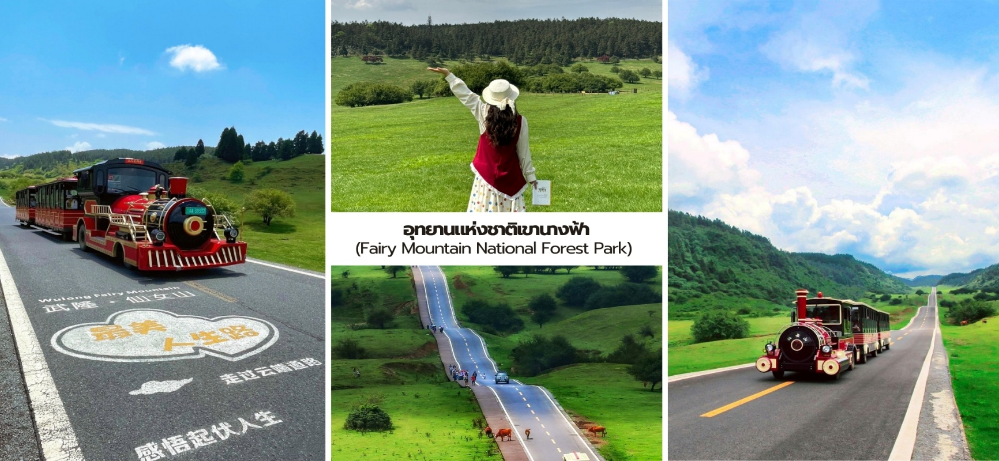 Wulong Fairy Mountain
武隆·仙女山
最美
人生路
走过云端道路
感悟起伏人生
อุทยานแห่งชาติเขานางฟ้า
(Fairy Mountain National Forest Park)